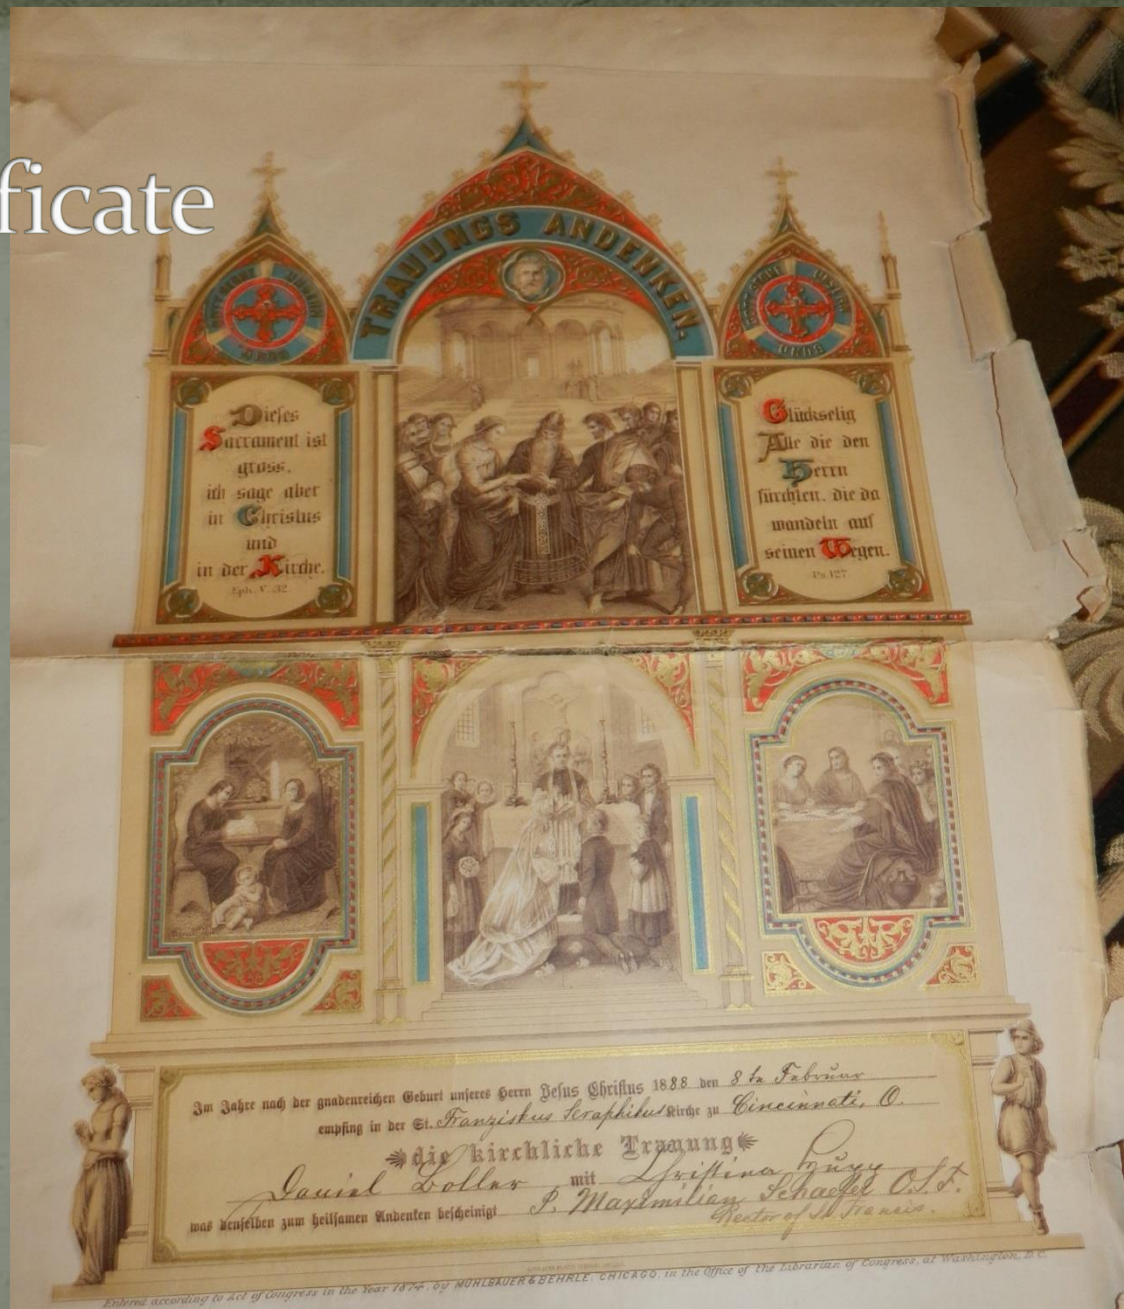 ficate
TRAUUNGS ANDENKEN.
Dieses
Sacrament ist
gross,
ich sage aber
in Christus
und
in der Kirche.
Eph. V. 32.
Glückselig
Alle die den
Herrn
fürchten, die da
wandeln auf
seinen Wegen.
Ps. 127
Im Jahre nach der gnadenreichen Geburt unseres Herrn Jesus Christus 1888 den 8te Februar
empfing in der St. Franziskus Seraphikus Kirche zu Cincinnati, O.
die kirchliche Trauung
Daniel Boller mit Christina
was denselben zum heilsamen Andenken bescheinigt P. Maximilian Schaefer O.S.F.
Rector of St. Francis.
Entered according to Act of Congress in the Year 1874, by MÜHLBAUER & BEHRLE, CHICAGO, in the Office of the Librarian of Congress, at Washington, D.C.